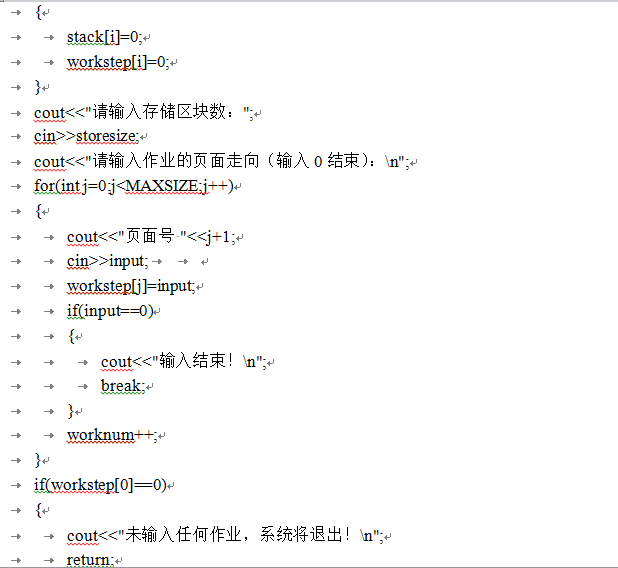 {
stack[i]=0;
workstep[i]=0;
}
cout<<"请输入存储区块数：";
cin>>storesize;
cout<<"请输入作业的页面走向（输入 0 结束）：\n";
for(int j=0;j<MAXSIZE;j++)
{
cout<<"页面号 "<<j+1;
cin>>input;
workstep[j]=input;
if(input==0)
{
cout<<"输入结束！\n";
break;
}
worknum++;
}
if(workstep[0]==0)
{
cout<<"未输入任何作业，系统将退出！\n";
return;